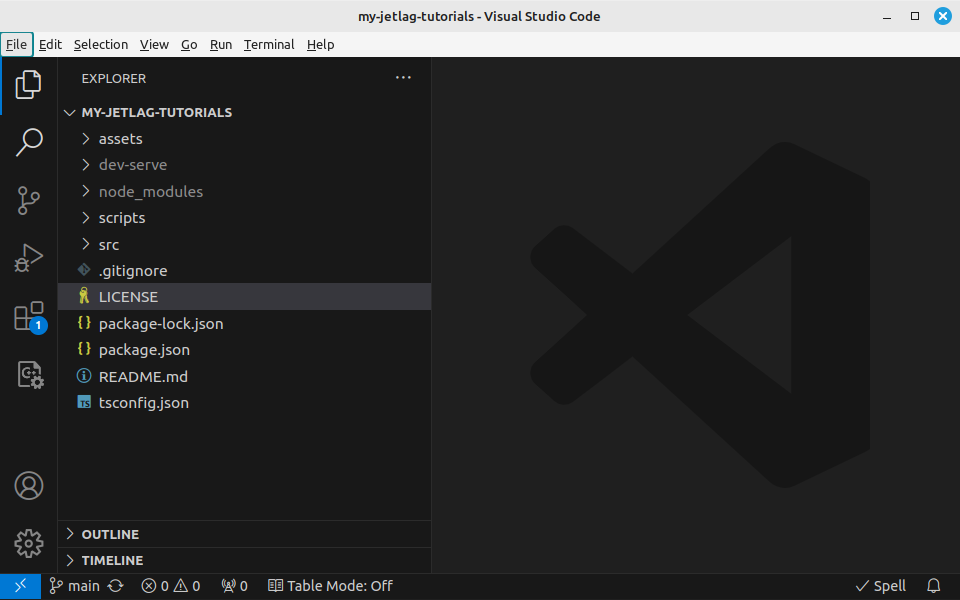 my-jetlag-tutorials - Visual Studio Code
File Edit Selection View Go Run Terminal Help
EXPLORER
MY-JETLAG-TUTORIALS
assets
dev-serve
node_modules
scripts
src
.gitignore
LICENSE
{} package-lock.json
{} package.json
README.md
TS tsconfig.json
1
OUTLINE
TIMELINE
main 0 0 0 Table Mode: Off Spell